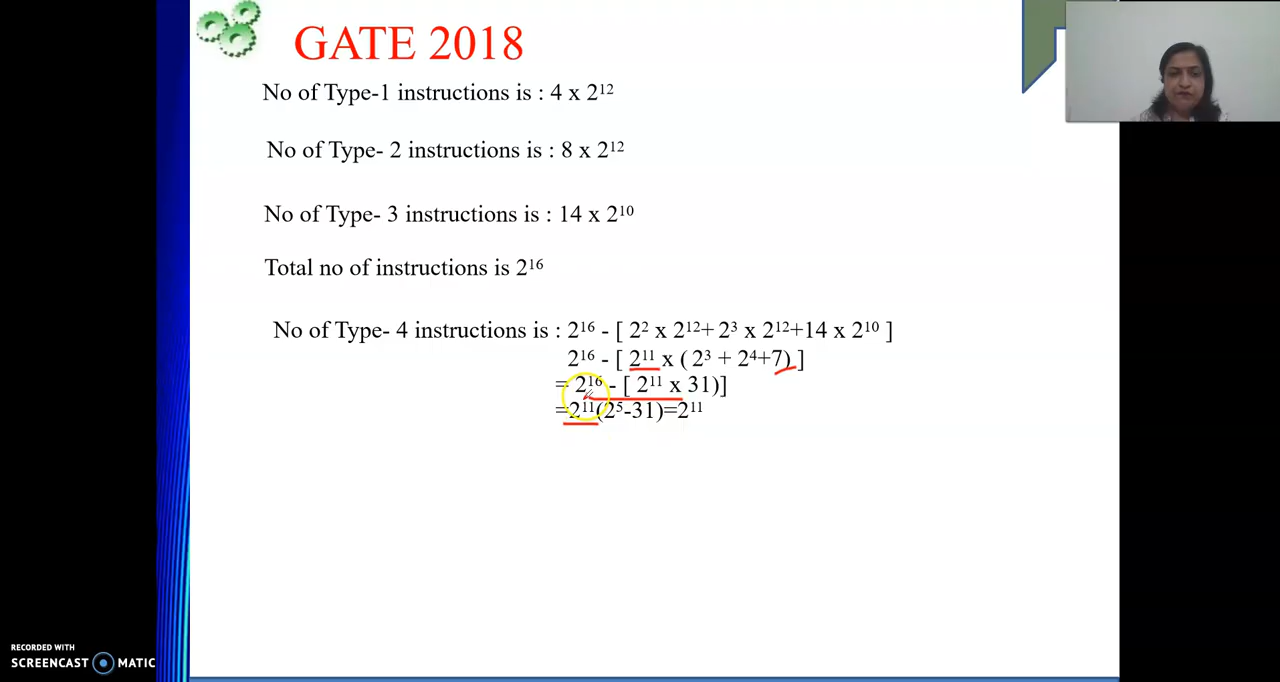 GATE 2018
No of Type-1 instructions is : 4 x 2¹²
No of Type- 2 instructions is : 8 x 2¹²
No of Type- 3 instructions is : 14 x 2¹⁰
Total no of instructions is 2¹⁶
No of Type- 4 instructions is : 2¹⁶ - [ 2² x 2¹²+ 2³ x 2¹²+14 x 2¹⁰ ]
2¹⁶ - [ 2¹¹ x ( 2³ + 2⁴+7) ]
= 2¹⁶ - [ 2¹¹ x 31)]
=2¹¹(2⁵-31)=2¹¹
RECORDED WITH
SCREENCAST MATIC